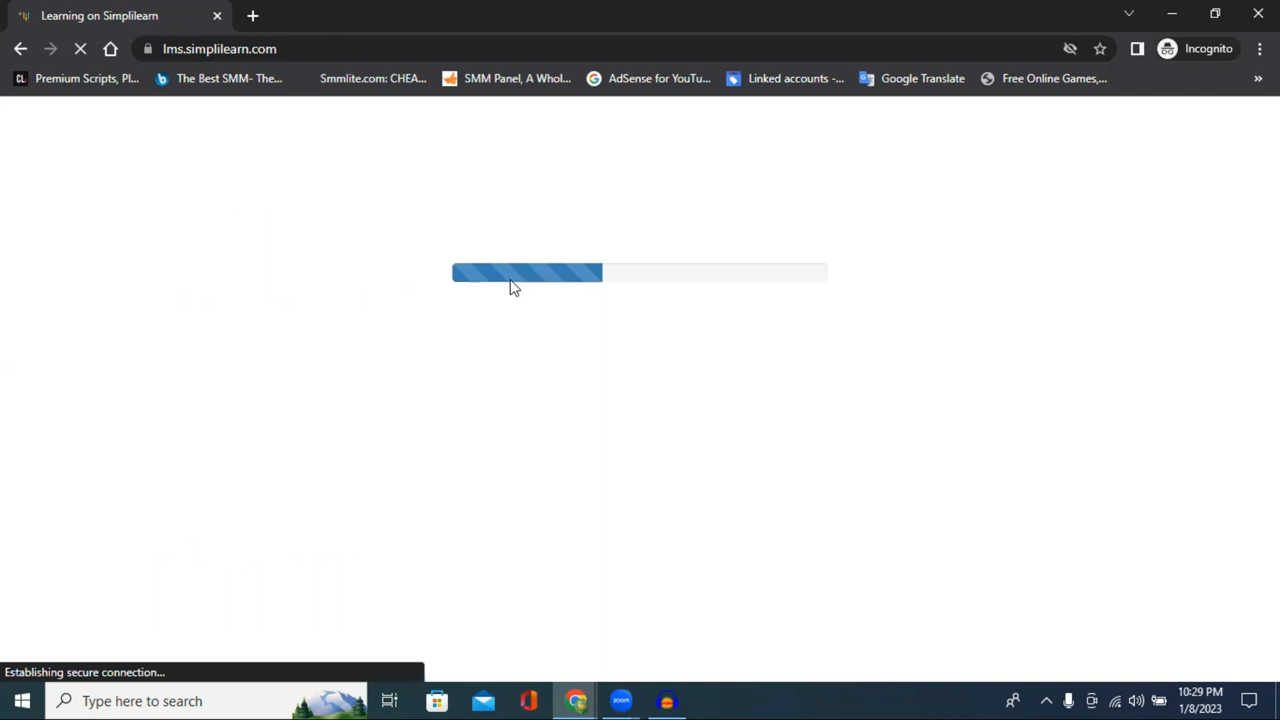 Learning on Simplilearn
lms.simplilearn.com
Incognito
CL Premium Scripts, Pl...
The Best SMM- The...
Smmlite.com: CHEA...
SMM Panel, A Whol...
AdSense for YouTu...
Linked accounts -...
Google Translate
Free Online Games,...
»
Establishing secure connection...
Type here to search
zoom
10:29 PM
1/8/2023